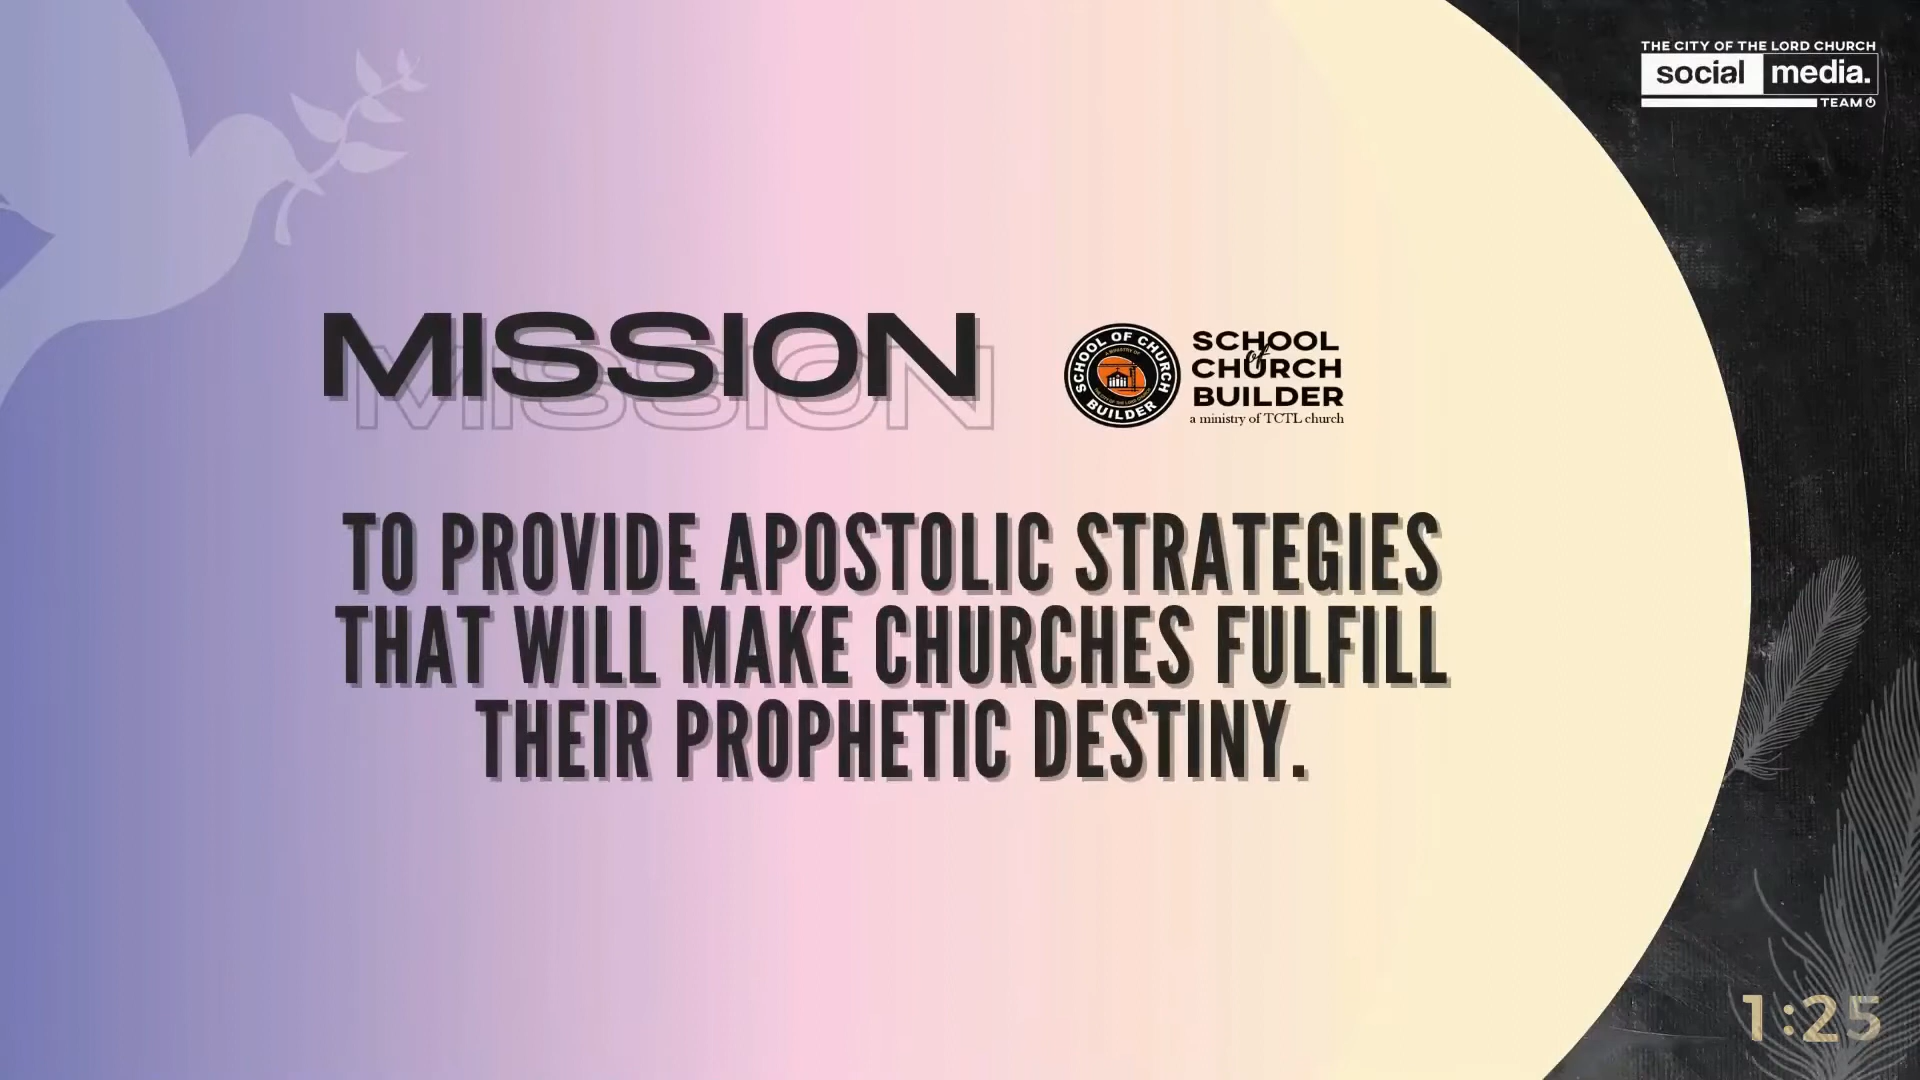 THE CITY OF THE LORD CHURCH
social media.
TEAM
MISSION
MISSION
SCHOOL OF CHURCH
BUILDER
SCHOOL
of
CHURCH
BUILDER
a ministry of TCTL church
TO PROVIDE APOSTOLIC STRATEGIES
THAT WILL MAKE CHURCHES FULFILL
THEIR PROPHETIC DESTINY.
1:25